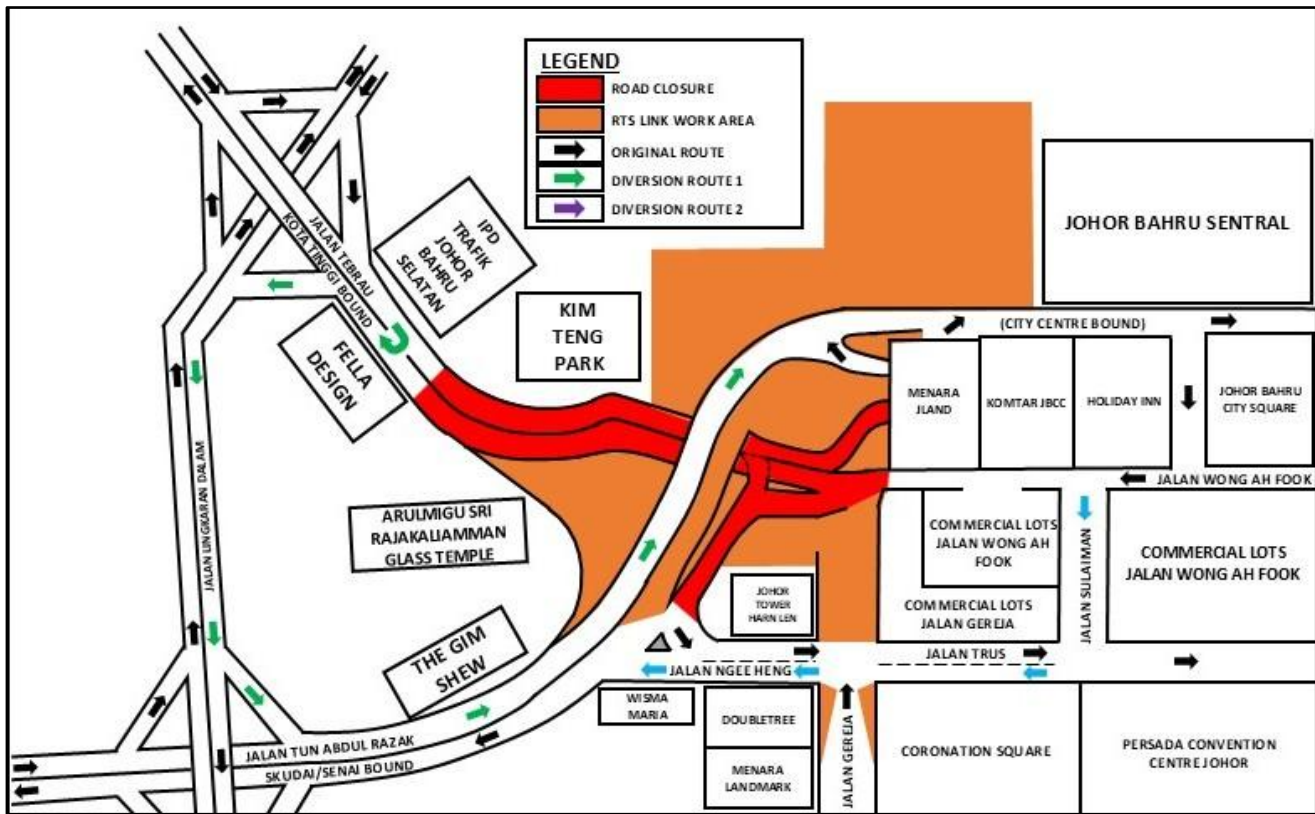 LEGEND
ROAD CLOSURE
RTS LINK WORK AREA
ORIGINAL ROUTE
DIVERSION ROUTE 1
DIVERSION ROUTE 2
JOHOR BAHRU SENTRAL
JALAN TEBRAU
KOTA TINGGI BOUND
IPD
TRAFIK
JOHOR
BAHRU
SELATAN
KIM
TENG
PARK
FELLA
DESIGN
(CITY CENTRE BOUND)
MENARA
JLAND
KOMTAR JBCC
HOLIDAY INN
JOHOR BAHRU
CITY SQUARE
JALAN WONG AH FOOK
JALAN LINGKARAN DALAM
ARULMIGU SRI
RAJAKALIAMMAN
GLASS TEMPLE
COMMERCIAL LOTS
JALAN WONG AH
FOOK
JALAN SULAIMAN
COMMERCIAL LOTS
JALAN WONG AH FOOK
JOHOR
TOWER
HARN LEN
COMMERCIAL LOTS
JALAN GEREJA
THE GIM
SHEW
JALAN TRUS
JALAN NGEE HENG
WISMA
MARIA
DOUBLETREE
MENARA
LANDMARK
JALAN GEREJA
CORONATION SQUARE
PERSADA CONVENTION
CENTRE JOHOR
JALAN TUN ABDUL RAZAK
SKUDAI/SENAI BOUND